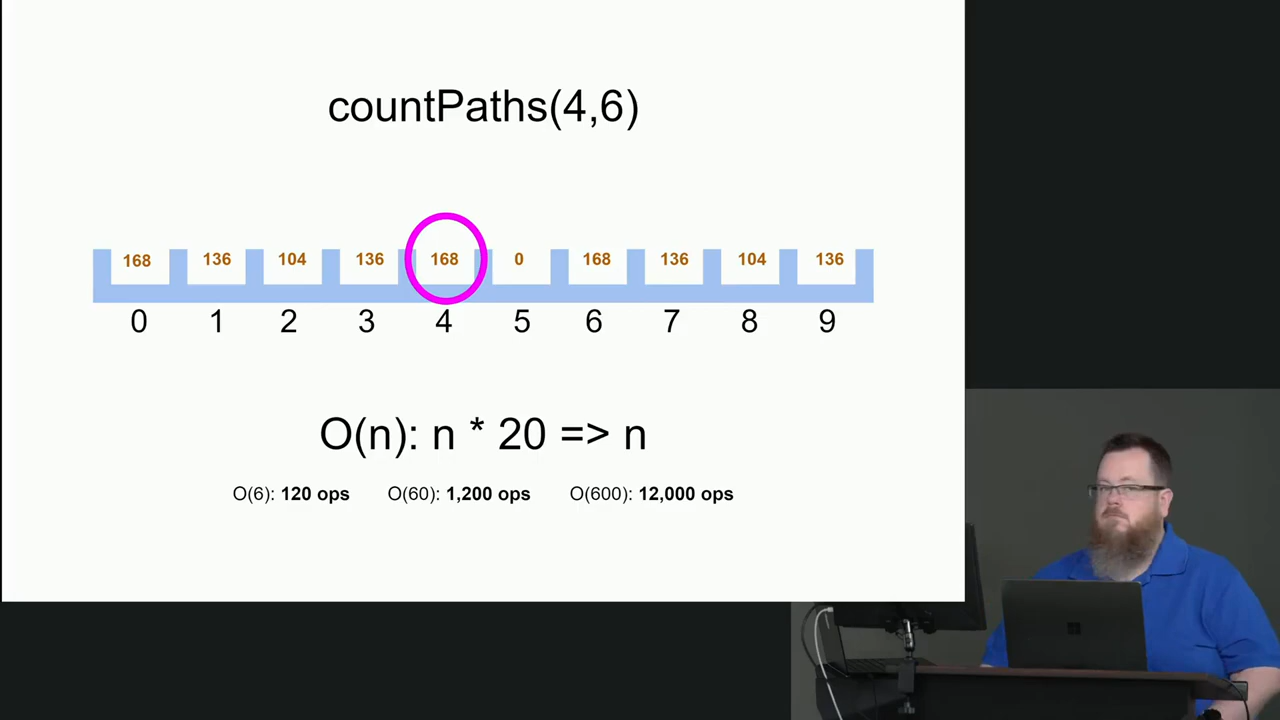 countPaths(4,6)
168 136 104 136 168 0 168 136 104 136
0 1 2 3 4 5 6 7 8 9
O(n): n * 20 => n
O(6): 120 ops O(60): 1,200 ops O(600): 12,000 ops